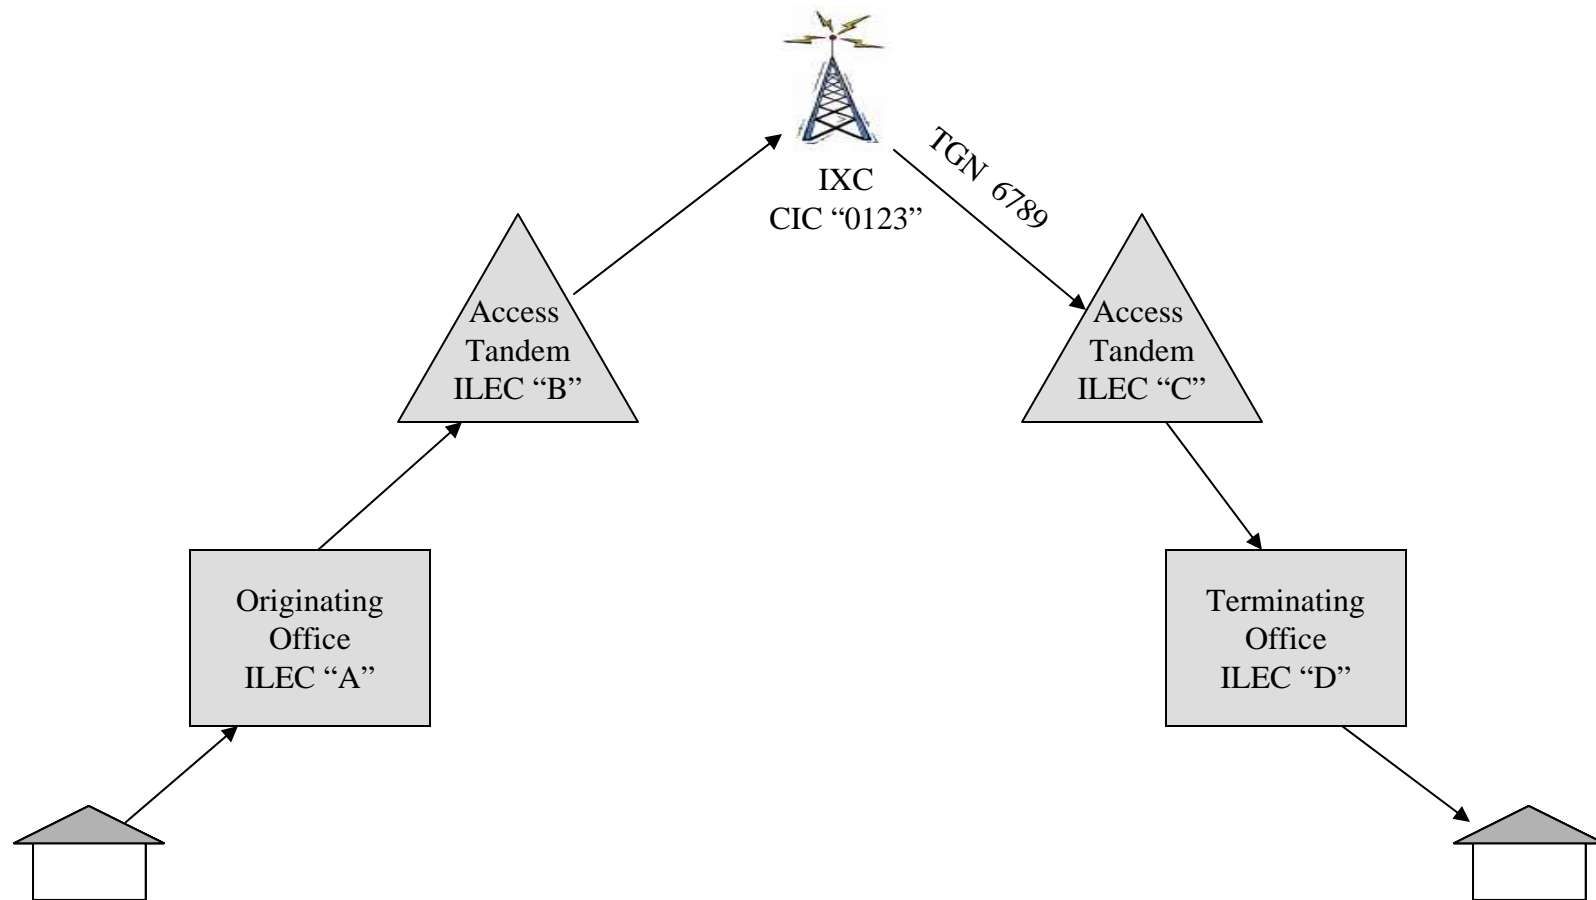 TGN 6789
IXC
CIC “0123”
Access
Tandem
ILEC “B”
Access
Tandem
ILEC “C”
Originating
Office
ILEC “A”
Terminating
Office
ILEC “D”